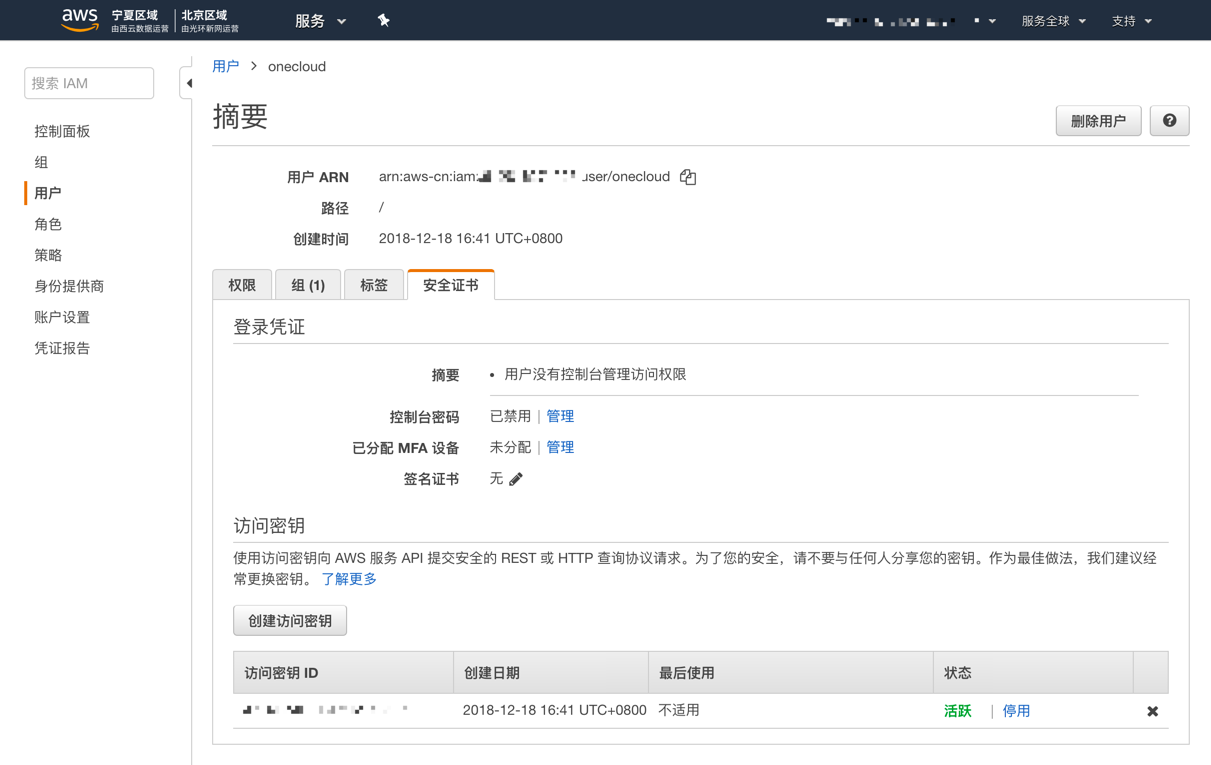 aws 宁夏区域 北京区域
由西云数据运营 由光环新网运营
服务
服务全球
支持
搜索 IAM
控制面板
组
用户
角色
策略
身份提供商
账户设置
凭证报告
用户 > onecloud
摘要
删除用户
用户 ARN arn:aws-cn:iam: user/onecloud
路径 /
创建时间 2018-12-18 16:41 UTC+0800
权限 组 (1) 标签 安全证书
登录凭证
摘要 • 用户没有控制台管理访问权限
控制台密码 已禁用 | 管理
已分配 MFA 设备 未分配 | 管理
签名证书 无
访问密钥
使用访问密钥向 AWS 服务 API 提交安全的 REST 或 HTTP 查询协议请求。为了您的安全，请不要与任何人分享您的密钥。作为最佳做法，我们建议经
常更换密钥。 了解更多
创建访问密钥
访问密钥 ID 创建日期 最后使用 状态
2018-12-18 16:41 UTC+0800 不适用 活跃 | 停用